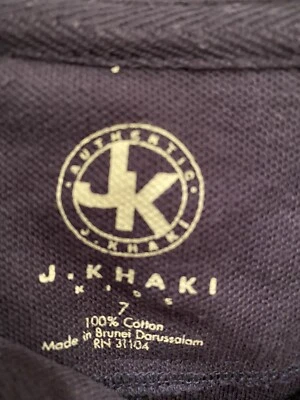 · AUTHENTIC ·
JK
J. KHAKI
J. KHAKI
KIDS
7
100% Cotton
Made in Brunei Darussalam
RN 31104